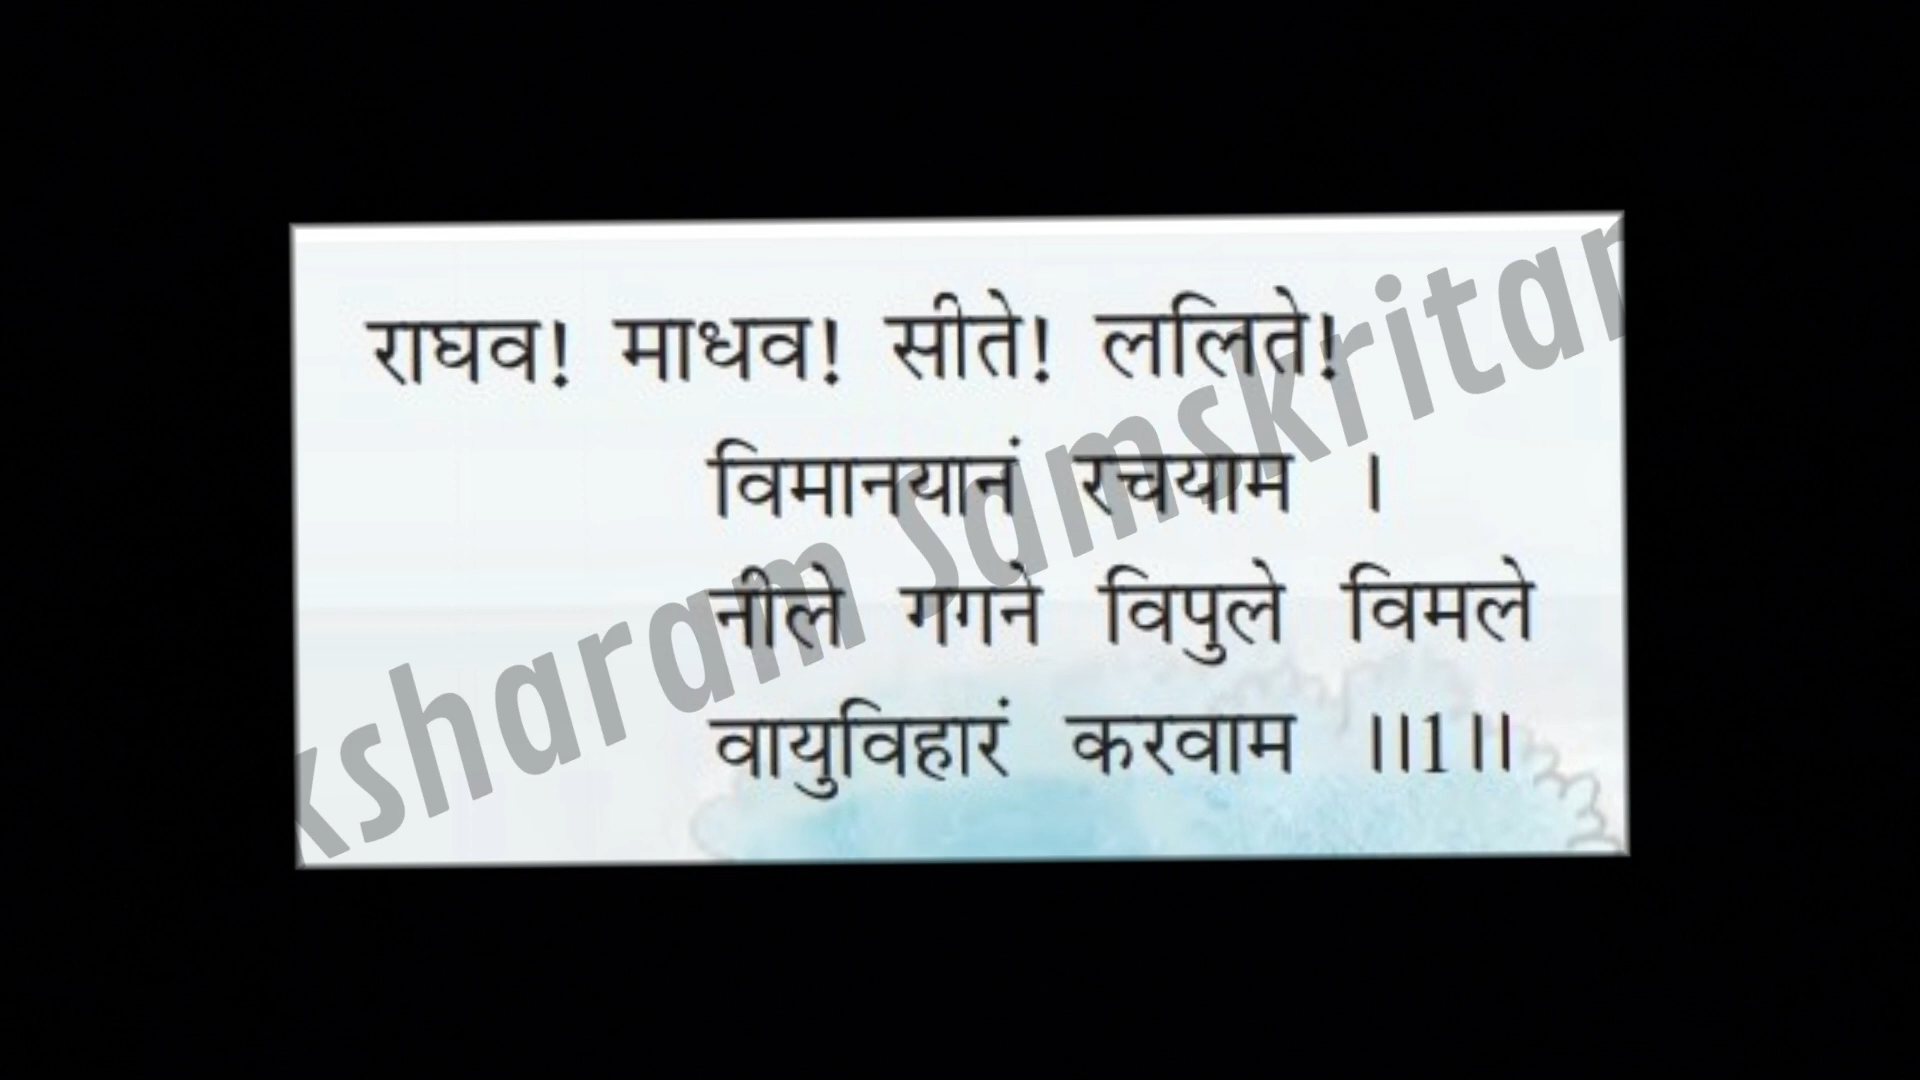 राघव! माधव! सीते! ललिते!
विमानयानं रचयाम ।
नीले गगने विपुले विमले
वायुविहारं करवाम ।।1।।
ksharam Samskritam